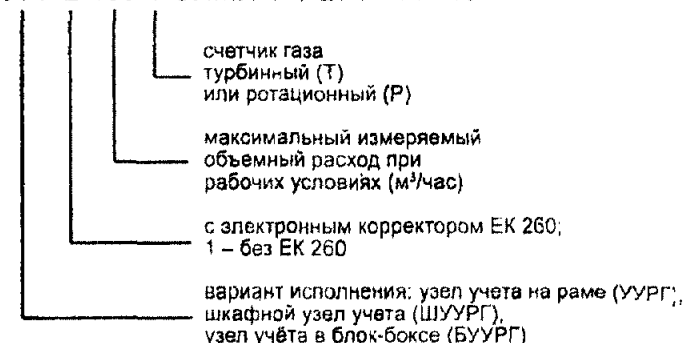 счетчик газа
турбинный (Т)
или ротационный (Р)
максимальный измеряемый
объемный расход при
рабочих условиях (м³/час)
с электронным корректором ЕК 260;
1 – без ЕК 260
вариант исполнения: узел учета на раме (УУРГ),
шкафной узел учета (ШУУРГ),
узел учёта в блок-боксе (БУУРГ)